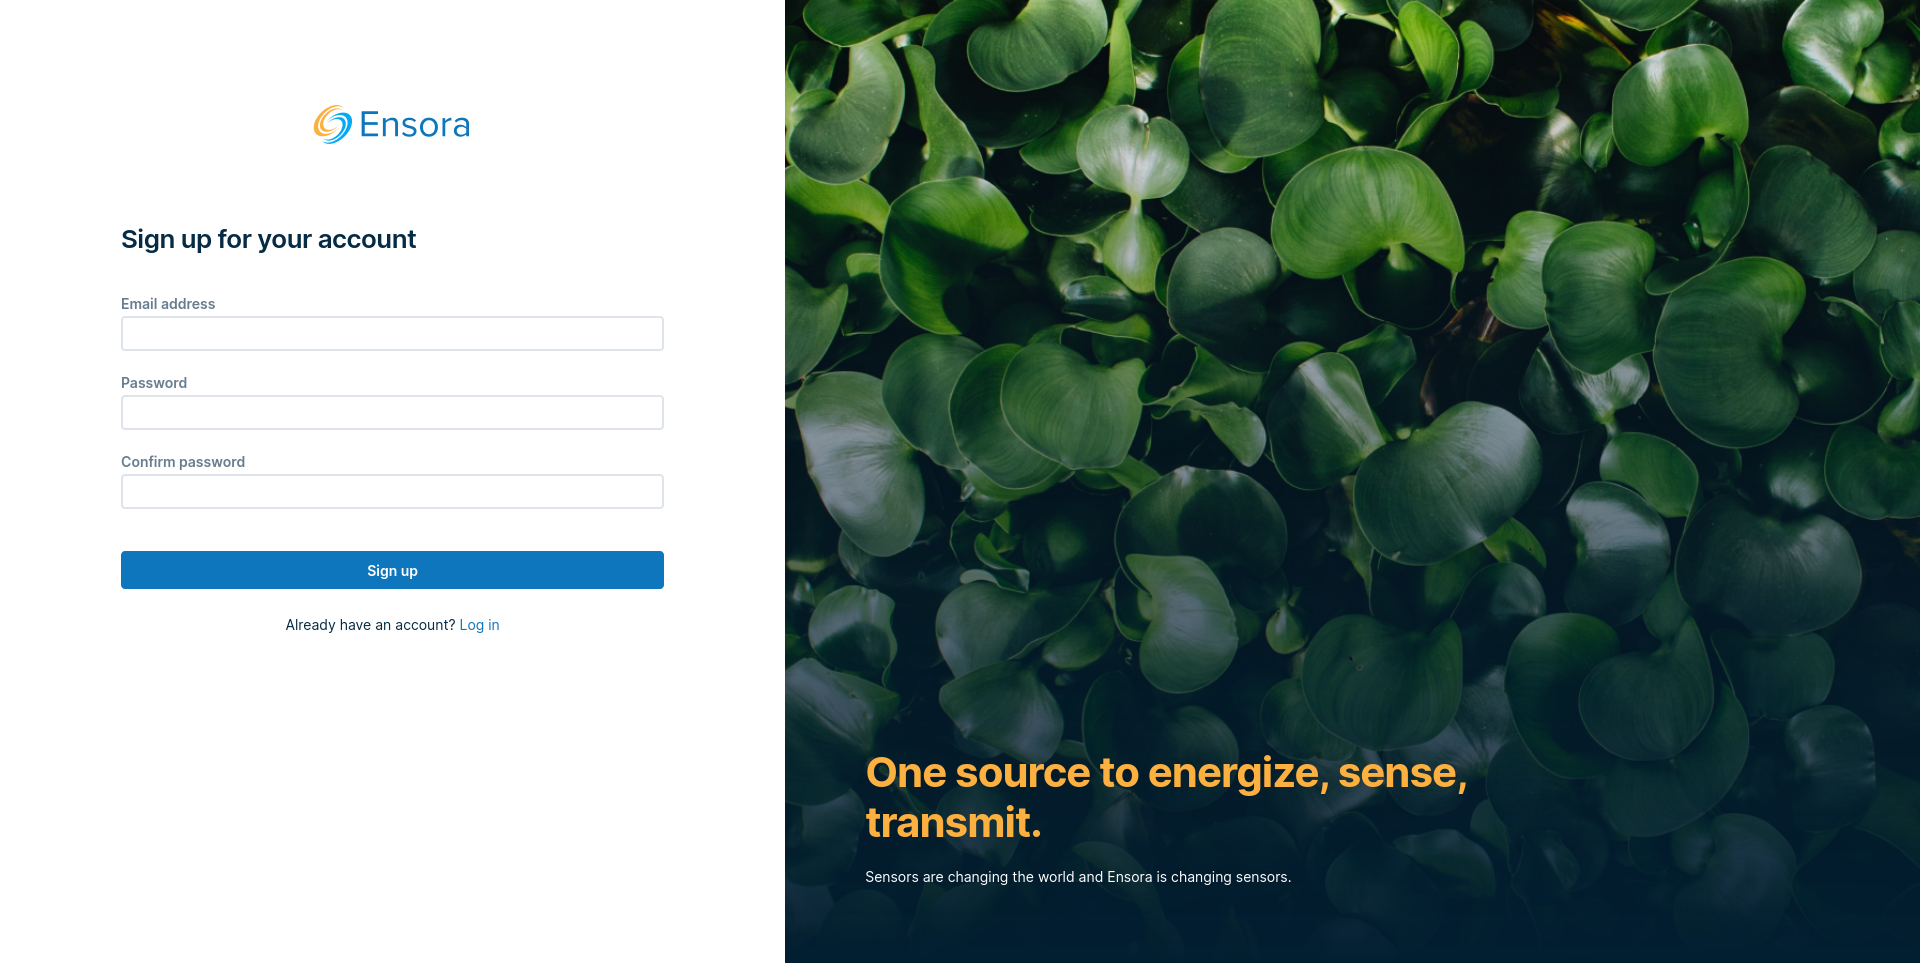 Ensora
Sign up for your account
Email address
Password
Confirm password
Sign up
Already have an account? Log in
One source to energize, sense,
transmit.
Sensors are changing the world and Ensora is changing sensors.